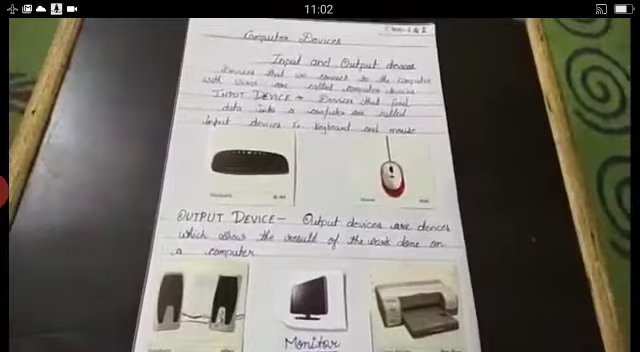 11:02
Computer Devices
Input and Output devices
Devices that we connect to the computer
with wires are called computer devices
INPUT DEVICE → Devices that feed
data into a computer are called
input devices Ex Keyboard and mouse
OUTPUT DEVICE — Output devices are devices
which shows the result of the work done on
a computer
Monitor